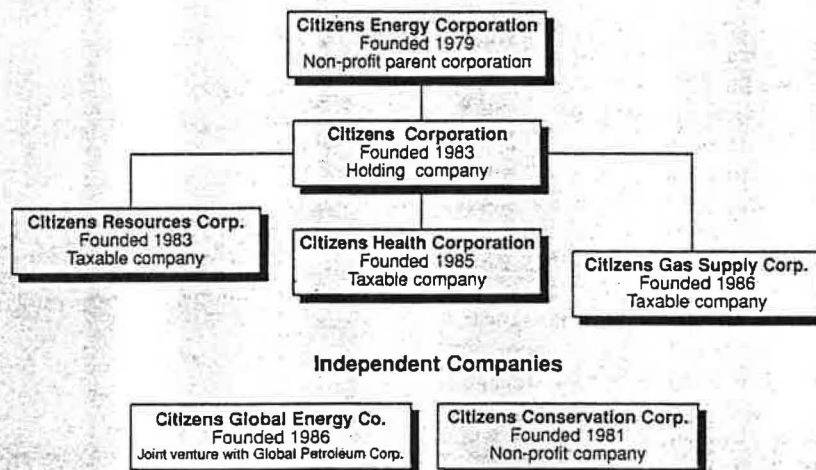 Citizens Energy Corporation
Founded 1979
Non-profit parent corporation
Citizens Corporation
Founded 1983
Holding company
Citizens Resources Corp.
Founded 1983
Taxable company
Citizens Health Corporation
Founded 1985
Taxable company
Citizens Gas Supply Corp.
Founded 1986
Taxable company
Independent Companies
Citizens Global Energy Co.
Founded 1986
Joint venture with Global Petroleum Corp.
Citizens Conservation Corp.
Founded 1981
Non-profit company